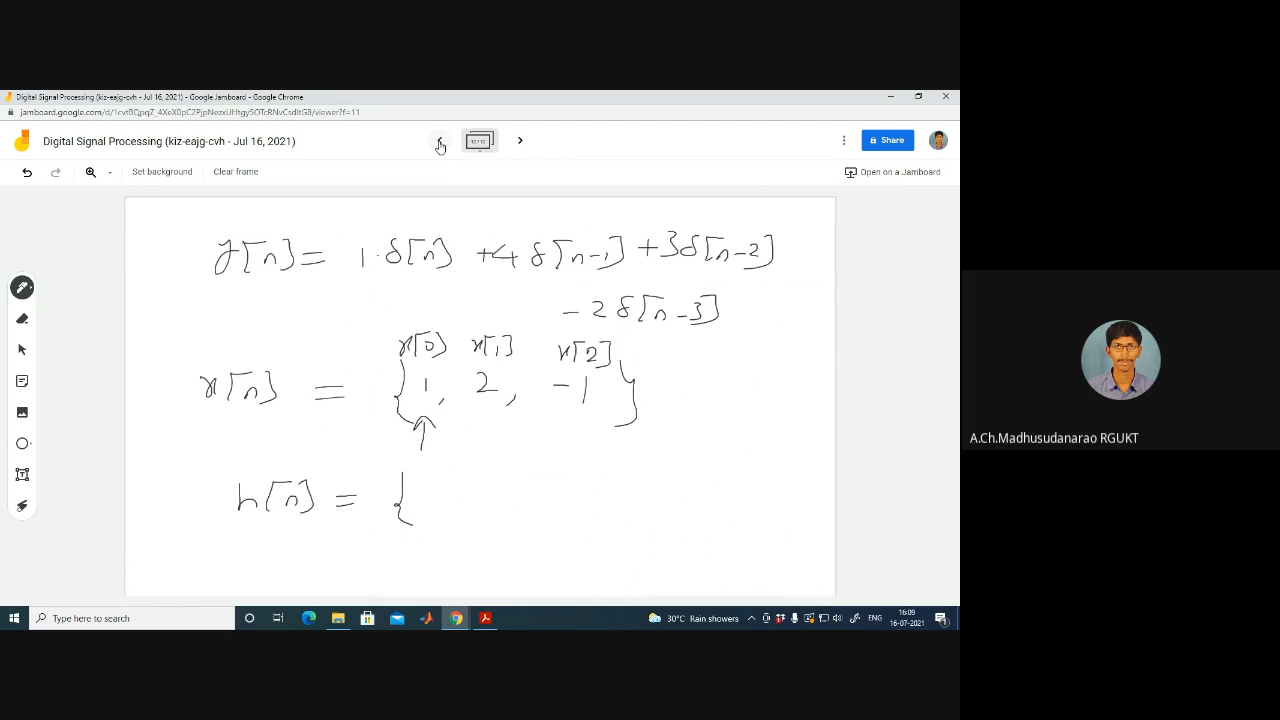 Digital Signal Processing (kiz-eajg-cvh - Jul 16, 2021) - Google Jamboard - Google Chrome
Digital Signal Processing (kiz-eajg-cvh - Jul 16, 2021)
12 / 12
Share
Set background Clear frame
Open on a Jamboard
y[n] = 1·δ[n] +4 δ[n-1] +3δ[n-2]
- 2 δ[n-3]
x[0] x[1] x[2]
x[n] = {1, 2, -1}
↑
h[n] = {
A.Ch.Madhusudanarao RGUKT
Type here to search
30°C Rain showers
ENG
16:09
16-07-2021